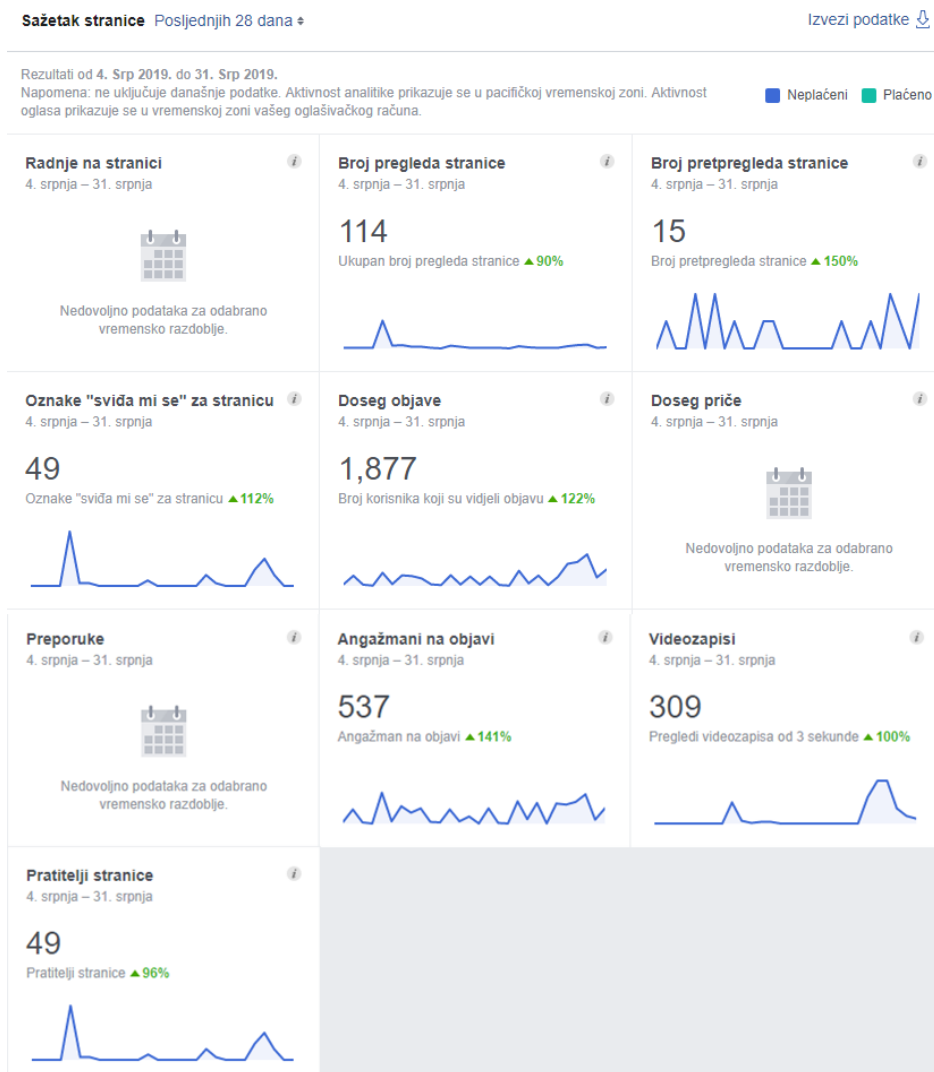 Sažetak stranice Posljednjih 28 dana
Izvezi podatke
Rezultati od 4. Srp 2019. do 31. Srp 2019.
Napomena: ne uključuje današnje podatke. Aktivnost analitike prikazuje se u pacifičkoj vremenskoj zoni. Aktivnost
oglasa prikazuje se u vremenskoj zoni vašeg oglašivačkog računa.
Neplaćeni
Plaćeno
Radnje na stranici
4. srpnja – 31. srpnja
Nedovoljno podataka za odabrano
vremensko razdoblje.
Broj pregleda stranice
4. srpnja – 31. srpnja
114
Ukupan broj pregleda stranice ▲90%
Broj pretpregleda stranice
4. srpnja – 31. srpnja
15
Broj pretpregleda stranice ▲150%
Oznake "sviđa mi se" za stranicu
4. srpnja – 31. srpnja
49
Oznake "sviđa mi se" za stranicu ▲112%
Doseg objave
4. srpnja – 31. srpnja
1,877
Broj korisnika koji su vidjeli objavu ▲122%
Doseg priče
4. srpnja – 31. srpnja
Nedovoljno podataka za odabrano
vremensko razdoblje.
Preporuke
4. srpnja – 31. srpnja
Nedovoljno podataka za odabrano
vremensko razdoblje.
Angažmani na objavi
4. srpnja – 31. srpnja
537
Angažman na objavi ▲141%
Videozapisi
4. srpnja – 31. srpnja
309
Pregledi videozapisa od 3 sekunde ▲100%
Pratitelji stranice
4. srpnja – 31. srpnja
49
Pratitelji stranice ▲96%